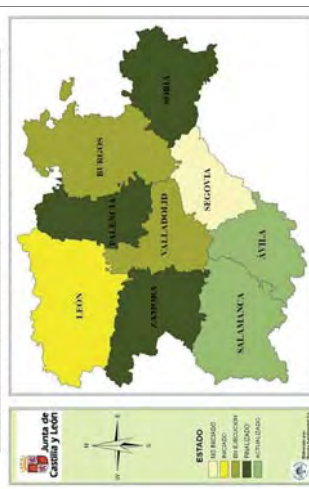 Junta de
Castilla y León
N
W
E
S
ESTADO
NO INICIADO
INICIADO
EN EJECUCION
FINALIZADO
ACTUALIZADO
LEÓN
PALENCIA
BURGOS
SORIA
ZAMORA
VALLADOLID
SEGOVIA
SALAMANCA
ÁVILA